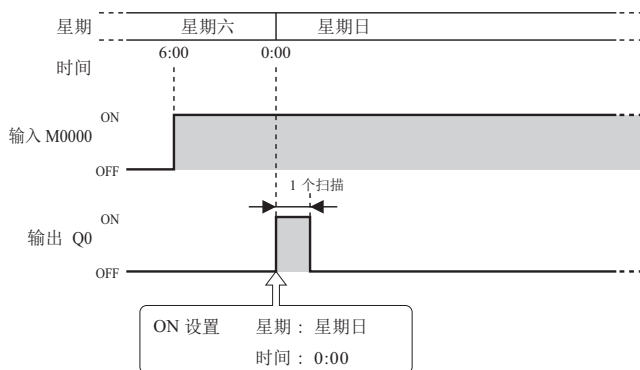 星期 星期六 星期日
时间 6:00 0:00
输入 M0000 ON
OFF
1 个扫描
输出 Q0 ON
OFF
ON 设置 星期 : 星期日
时间 : 0:00